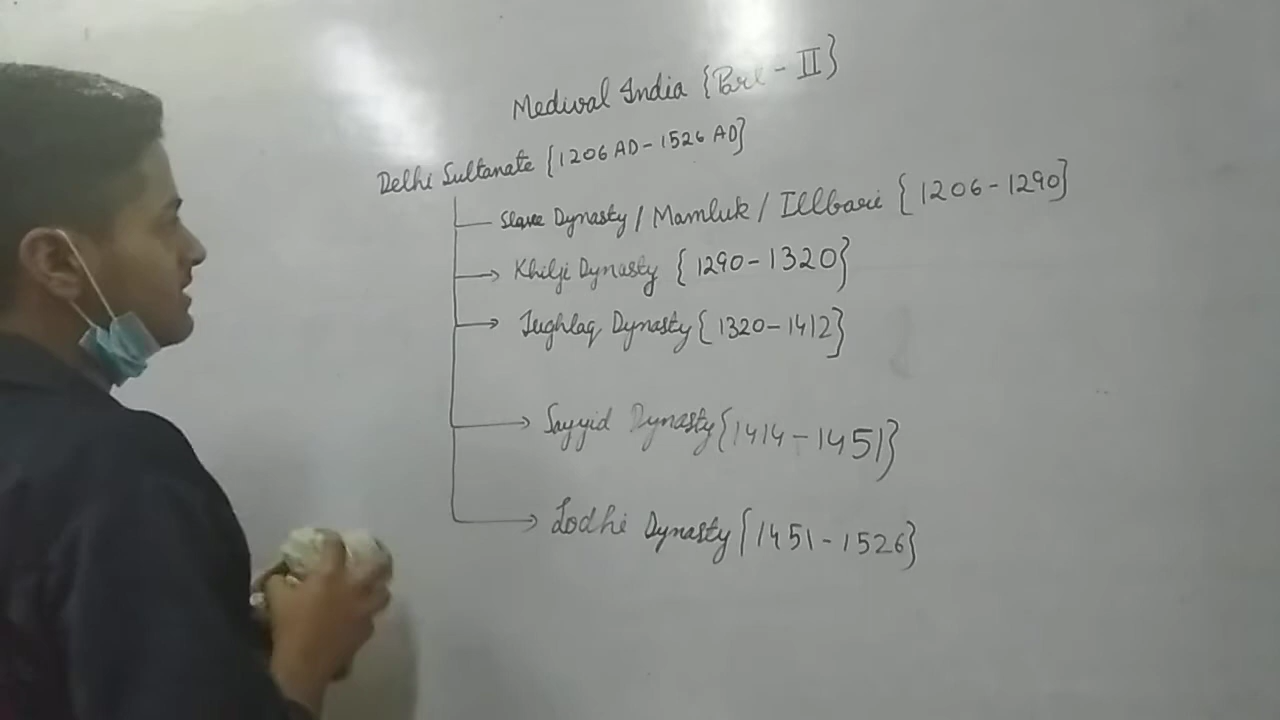 Medival India {Part - II}
Delhi Sultanate {1206 AD - 1526 AD}
Slave Dynasty / Mamluk / Illbari { 1206 - 1290}
Khilji Dynasty { 1290 - 1320}
Tughlaq Dynasty { 1320 - 1412}
Sayyid Dynasty {1414 - 1451}
Lodhi Dynasty {1451 - 1526}